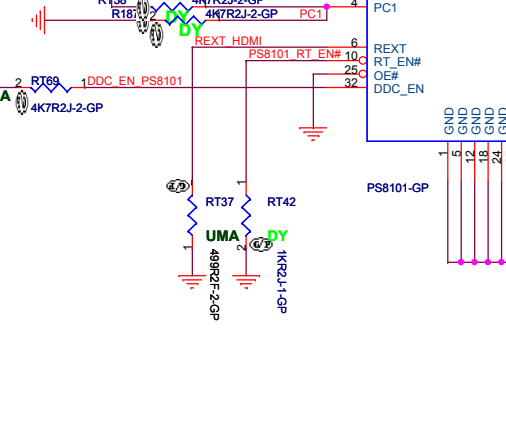 RT38
4K7R2J-2-GP
4
PC1
R187
2
DY
4K7R2J-2-GP
PC1
DY
REXT_HDMI
6
REXT
PS8101_RT_EN#
10
RT_EN#
25
OE#
2
RT69
1
DDC_EN_PS8101
32
DDC_EN
A
4K7R2J-2-GP
GND
GND
GND
GND
GND
1
5
12
18
24
PS8101-GP
1
RT37
RT42
UMA
DY
1
2
499R2F-2-GP
1KR2J-1-GP